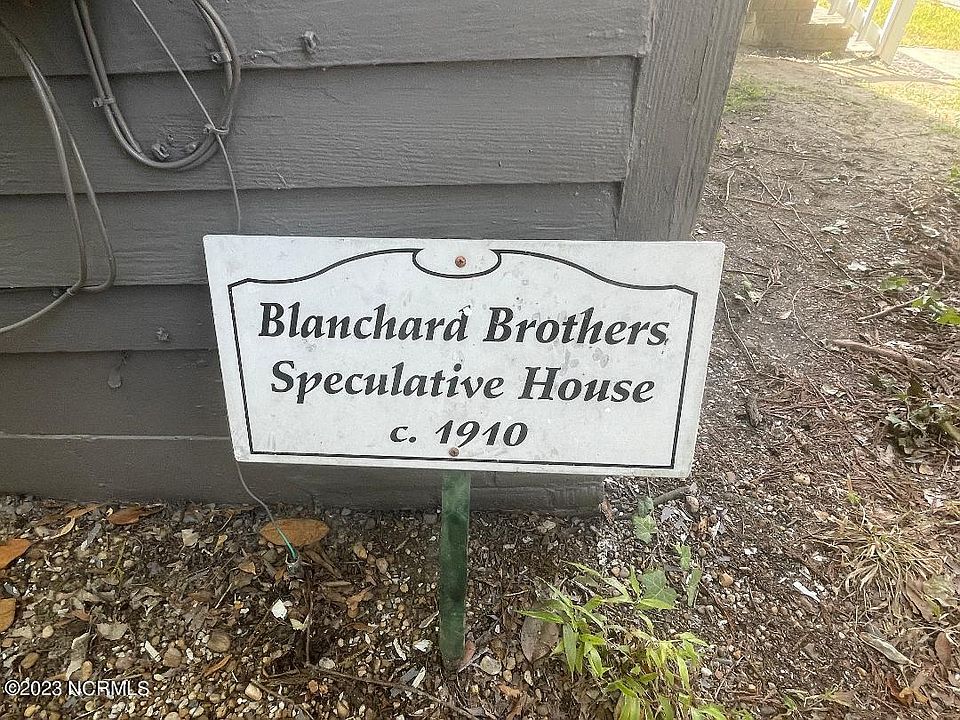 Blanchard Brothers
Speculative House
c. 1910
©2023 NCRMLS